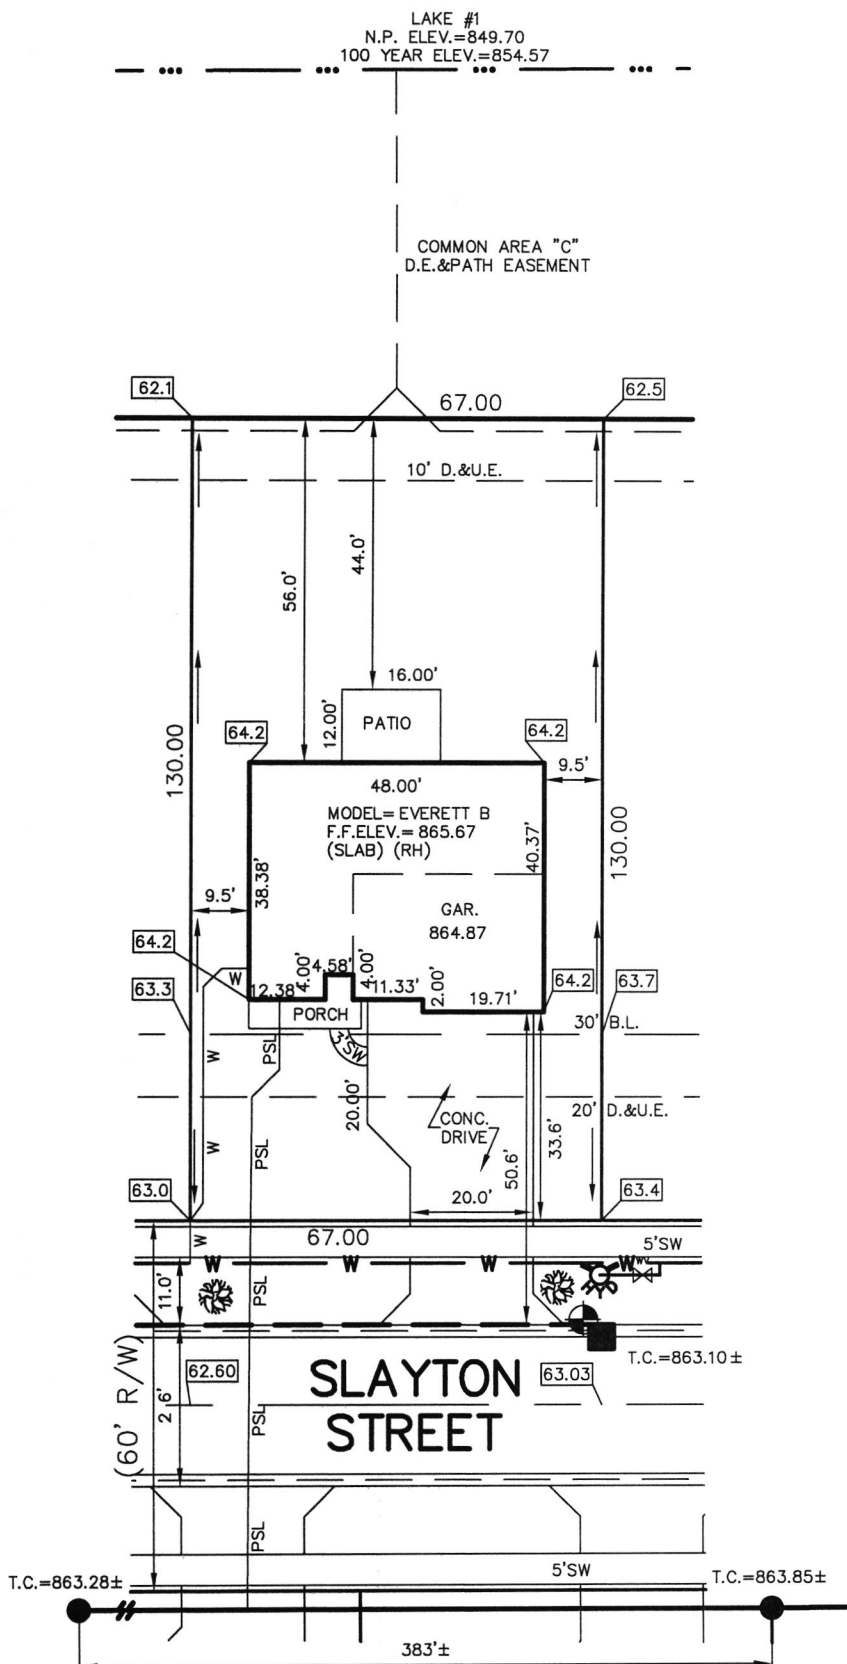 LAKE #1
N.P. ELEV.=849.70
100 YEAR ELEV.=854.57
COMMON AREA "C"
D.E.&PATH EASEMENT
62.1
67.00
62.5
10' D.&U.E.
56.0'
44.0'
16.00'
12.00'
PATIO
64.2
64.2
130.00
9.5'
48.00'
MODEL= EVERETT B
F.F.ELEV.= 865.67
(SLAB) (RH)
40.37'
130.00
38.38'
9.5'
GAR.
864.87
64.2
4.00'
4.58'
4.00'
63.3
W
12.38'
11.33'
2.00'
19.71'
64.2
63.7
PORCH
30' B.L.
W
PSL
3'SW
20.00'
CONC.
DRIVE
20' D.&U.E.
W
PSL
50.6'
33.6'
63.0
20.0'
63.4
W
67.00
5'SW
W
W
W
W
W
11.0'
PSL
T.C.=863.10±
(60' R/W)
62.60
SLAYTON
STREET
63.03
2 6'
PSL
PSL
5'SW
T.C.=863.28±
T.C.=863.85±
383'±